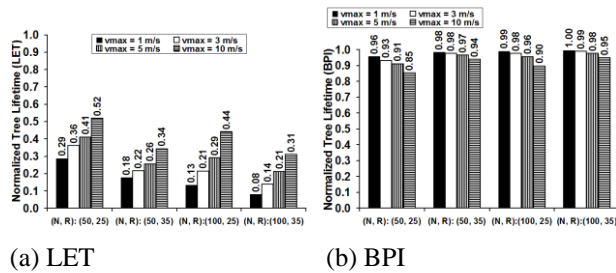 vmax = 1 m/s vmax = 3 m/s
vmax = 5 m/s vmax = 10 m/s
Normalized Tree Lifetime (LET)
1.0
0.9
0.8
0.7
0.6
0.5
0.4
0.3
0.2
0.1
0.0
0.29 0.36 0.41 0.52
0.18 0.22 0.26 0.34
0.13 0.21 0.29 0.44
0.08 0.14 0.21 0.31
(N, R): (50, 25) (N, R): (50, 35) (N, R):(100, 25) (N, R):(100, 35)
(a) LET
vmax = 1 m/s vmax = 3 m/s
vmax = 5 m/s vmax = 10 m/s
Normalized Tree Lifetime (BPI)
1.0
0.9
0.8
0.7
0.6
0.5
0.4
0.3
0.2
0.1
0.0
0.96 0.93 0.91 0.85
0.98 0.98 0.97 0.94
0.99 0.98 0.96 0.90
1.00 0.99 0.98 0.95
(N, R): (50, 25) (N, R): (50, 35) (N, R): (100, 25) (N, R): (100, 35)
(b) BPI